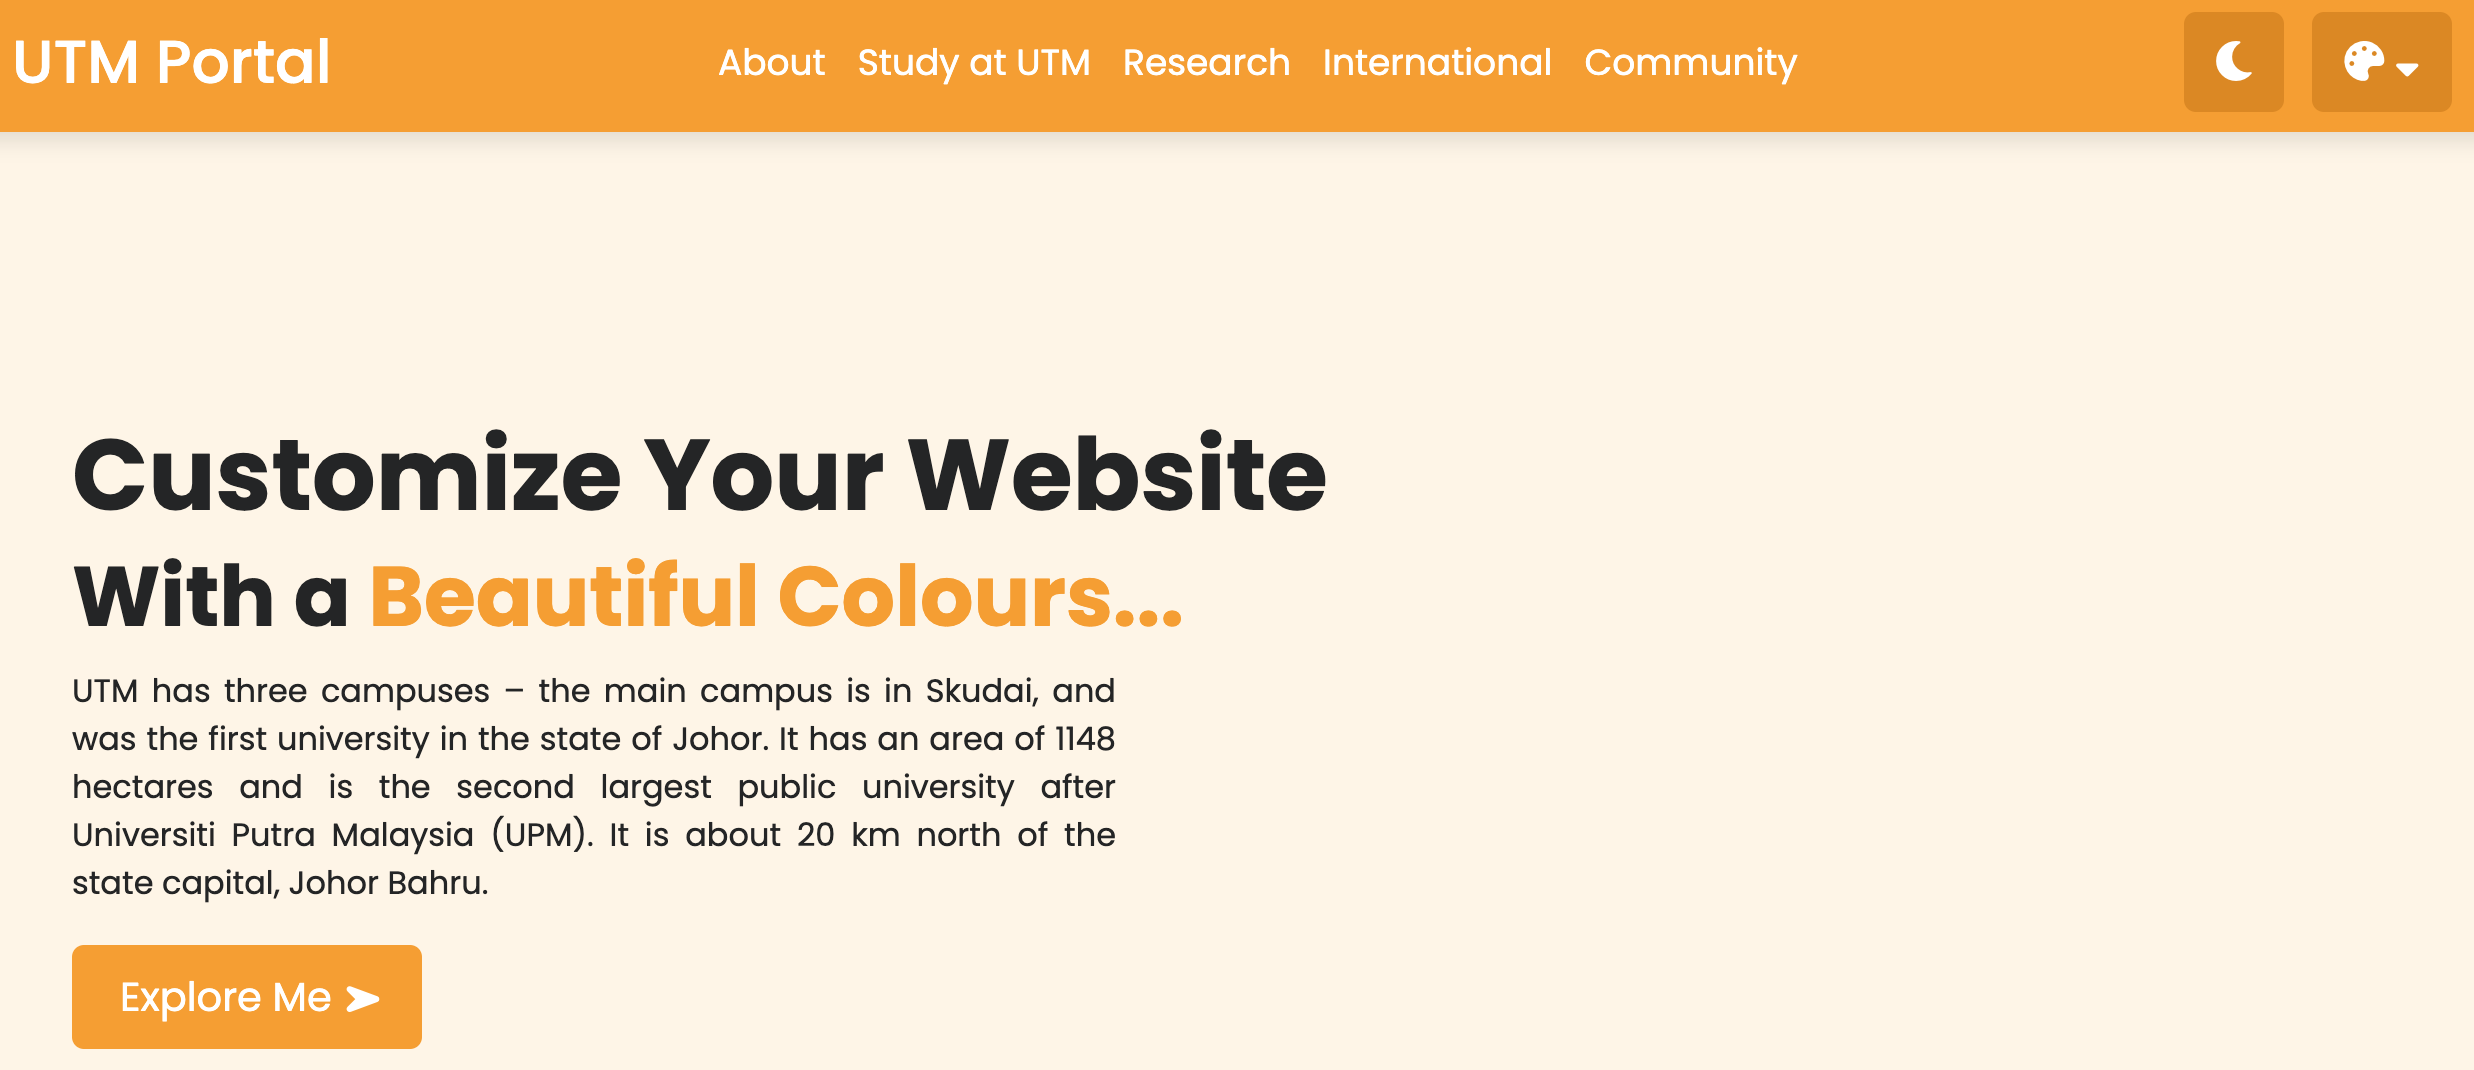 UTM Portal
About Study at UTM Research International Community
Customize Your Website
With a Beautiful Colours...
UTM has three campuses – the main campus is in Skudai, and
was the first university in the state of Johor. It has an area of 1148
hectares and is the second largest public university after
Universiti Putra Malaysia (UPM). It is about 20 km north of the
state capital, Johor Bahru.
Explore Me